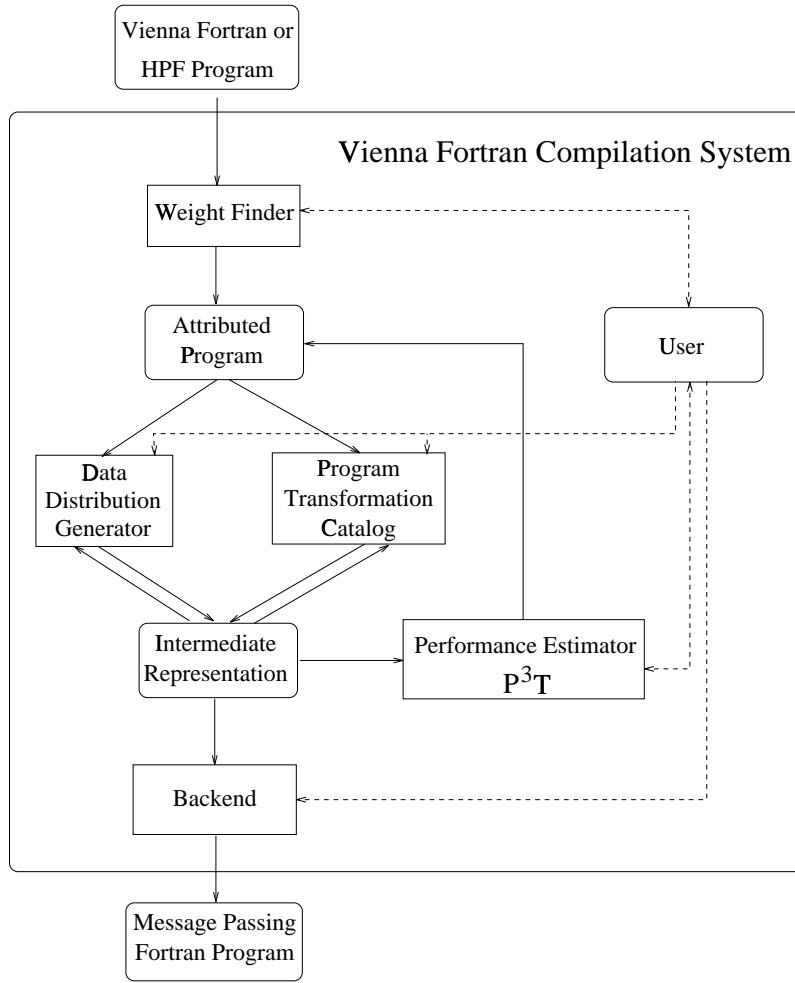 Vienna Fortran or
HPF Program
Vienna Fortran Compilation System
Weight Finder
Attributed
Program
User
Data
Distribution
Generator
Program
Transformation
Catalog
Intermediate
Representation
Performance Estimator
P³T
Backend
Message Passing
Fortran Program